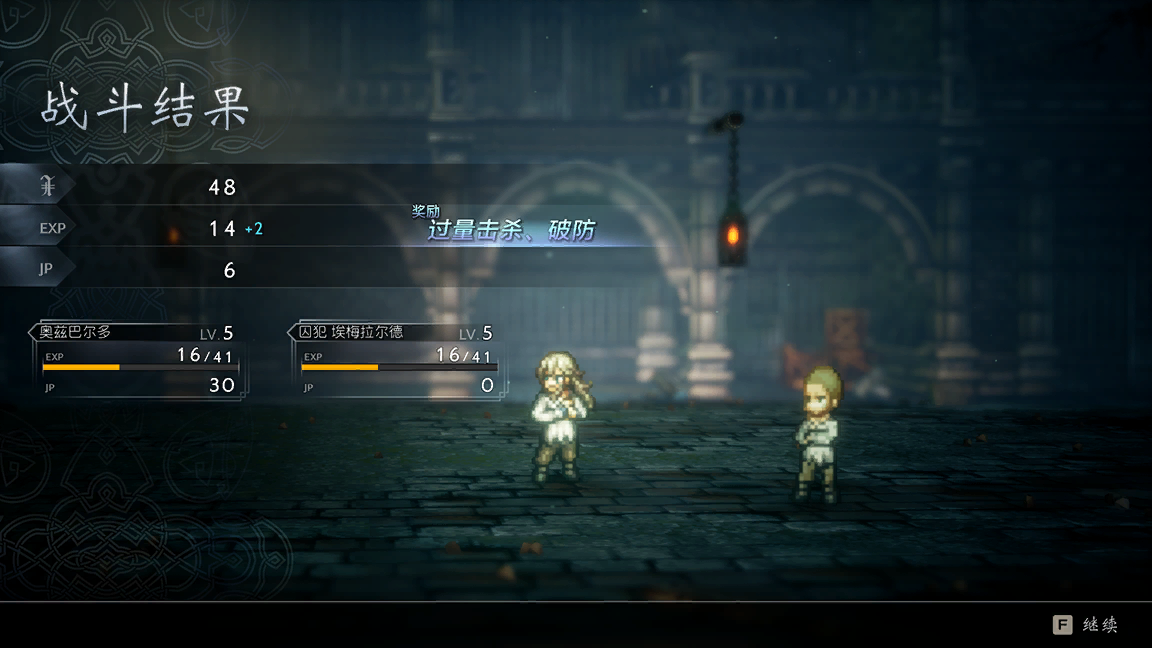 战斗结果
48
EXP 14 +2
奖励
过量击杀、破防
JP 6
奥兹巴尔多 LV. 5
EXP 16/41
JP 30
囚犯 埃梅拉尔德 LV. 5
EXP 16/41
JP 0
F 继续